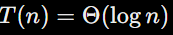 T(n) = Θ(log n)